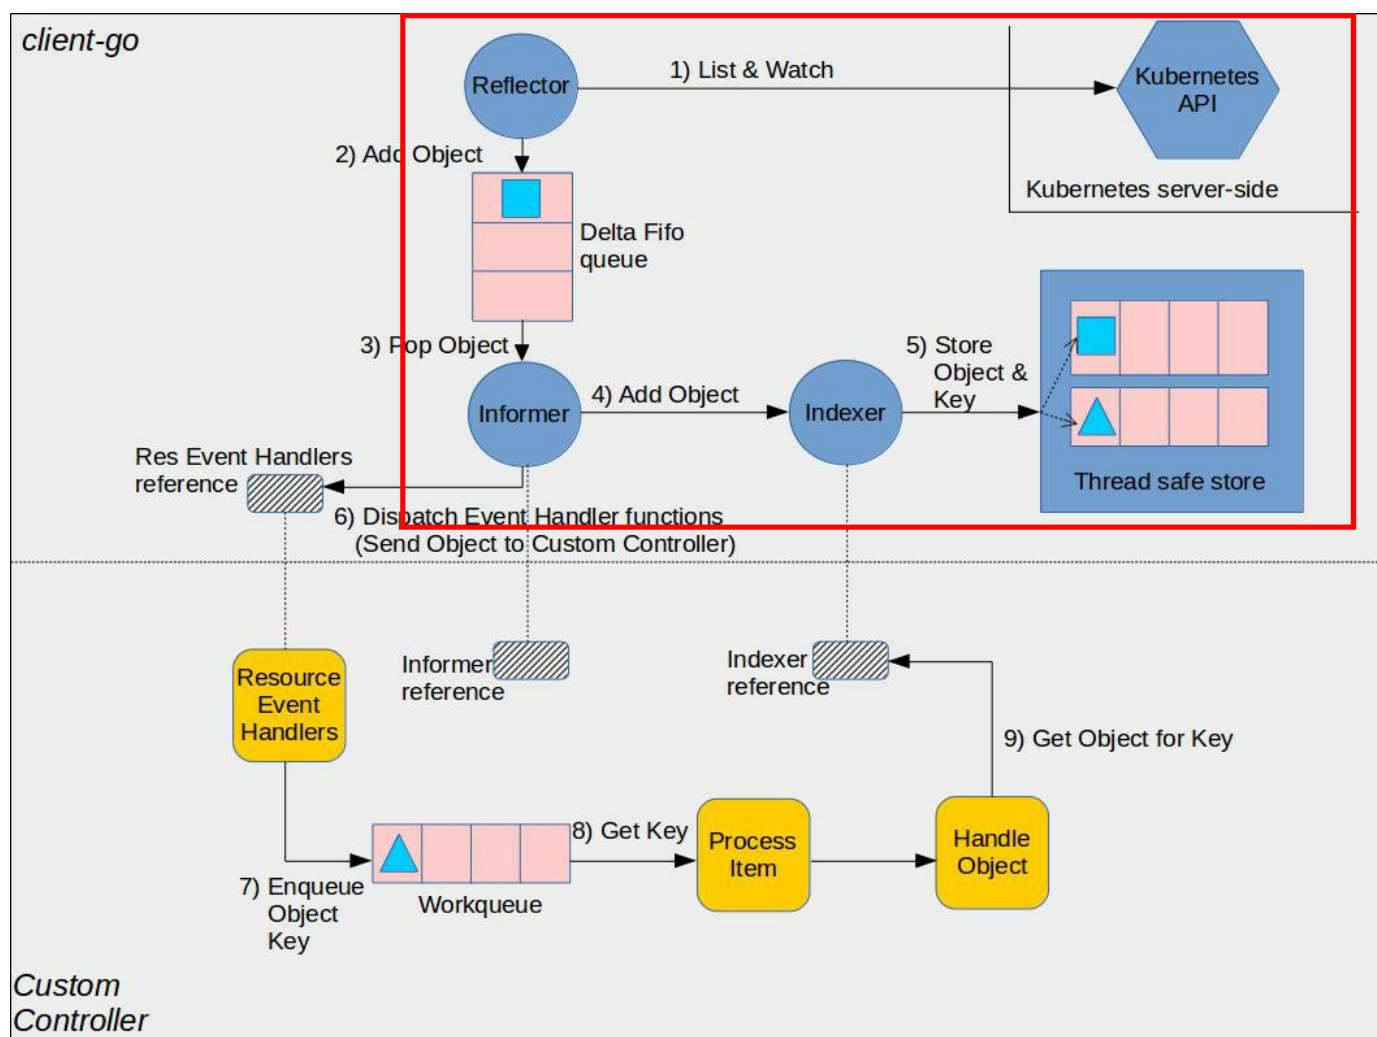 client-go
Reflector
1) List & Watch
Kubernetes
API
Kubernetes server-side
2) Add Object
Delta Fifo
queue
3) Pop Object
Informer
4) Add Object
Indexer
5) Store
Object &
Key
Thread safe store
Res Event Handlers
reference
6) Dispatch Event Handler functions
(Send Object to Custom Controller)
Resource
Event
Handlers
Informer
reference
Indexer
reference
9) Get Object for Key
7) Enqueue
Object
Key
Workqueue
8) Get Key
Process
Item
Handle
Object
Custom
Controller